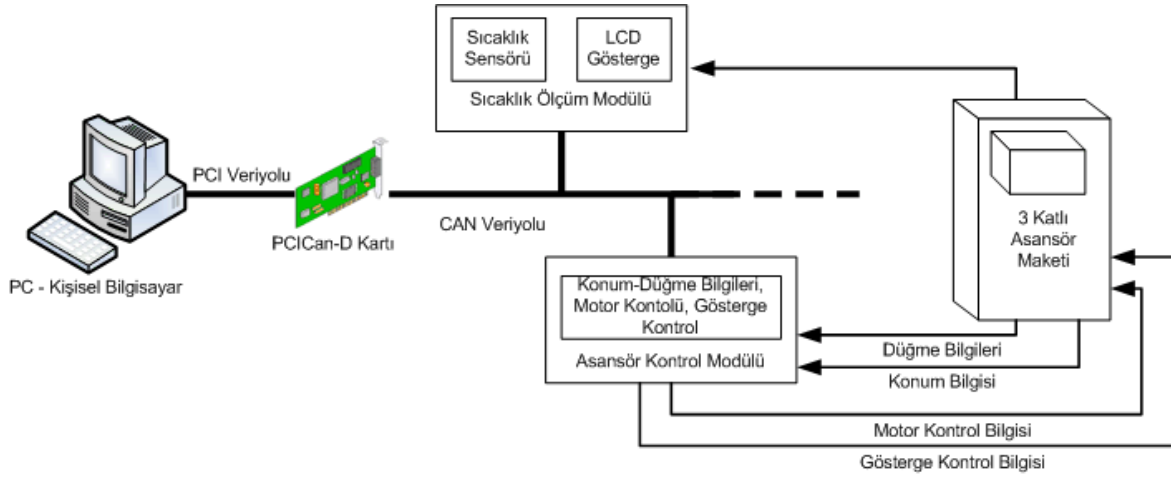 Sıcaklık
Sensörü
LCD
Gösterge
Sıcaklık Ölçüm Modülü
PCI Veriyolu
PCICan-D Kartı
CAN Veriyolu
PC - Kişisel Bilgisayar
3 Katlı
Asansör
Maketi
Konum-Düğme Bilgileri,
Motor Kontolü, Gösterge
Kontrol
Asansör Kontrol Modülü
Düğme Bilgileri
Konum Bilgisi
Motor Kontrol Bilgisi
Gösterge Kontrol Bilgisi